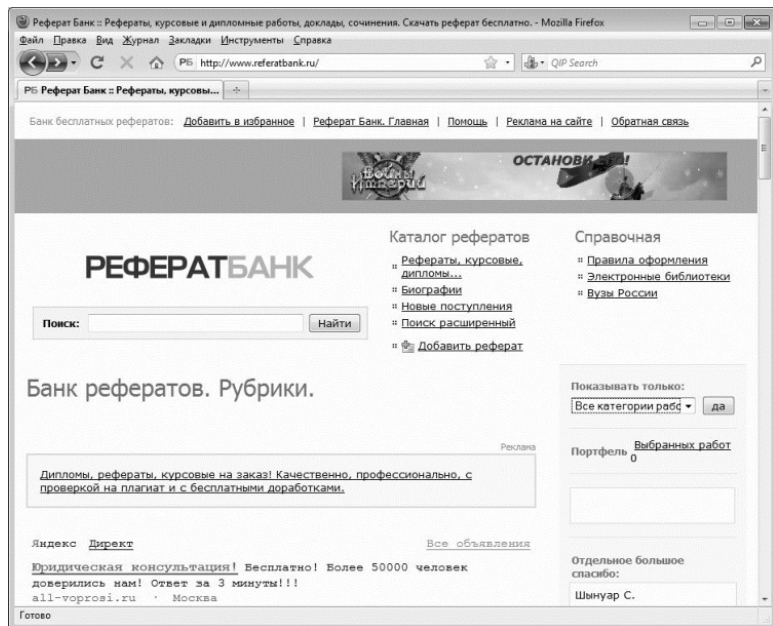 Реферат Банк :: Рефераты, курсовые и дипломные работы, доклады, сочинения. Скачать реферат бесплатно. - Mozilla Firefox
Файл Правка Вид Журнал Закладки Инструменты Справка
РБ http://www.referatbank.ru/ QIP Search
РБ Реферат Банк :: Рефераты, курсовы...
Банк бесплатных рефератов: Добавить в избранное | Реферат Банк. Главная | Помощь | Реклама на сайте | Обратная связь
Войны Империй
ОСТАНОВИ ЕГО!
РЕФЕРАТБАНК
Поиск: Найти
Каталог рефератов
Рефераты, курсовые,
дипломы...
Биографии
Новые поступления
Поиск расширенный
Добавить реферат
Справочная
Правила оформления
Электронные библиотеки
Вузы России
Банк рефератов. Рубрики.
Реклама
Дипломы, рефераты, курсовые на заказ! Качественно, профессионально, с
проверкой на плагиат и с бесплатными доработками.
Яндекс Директ Все объявления
Юридическая консультация! Бесплатно! Более 50000 человек
доверились нам! Ответ за 3 минуты!!!
all-voprosi.ru · Москва
Показывать только:
Все категории рабо да
Портфель Выбранных работ
0
Отдельное большое
спасибо:
Шынуар С.
Готово